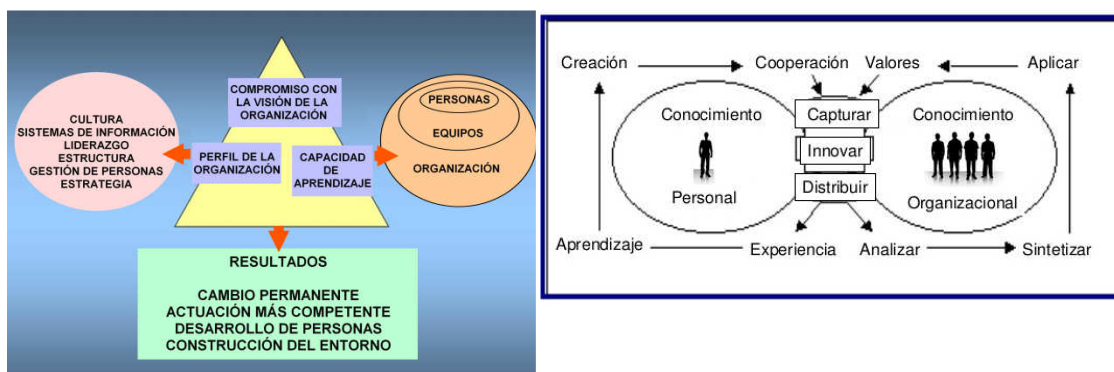 COMPROMISO CON
LA VISIÓN DE LA
ORGANIZACIÓN
CULTURA
SISTEMAS DE INFORMACIÓN
LIDERAZGO
ESTRUCTURA
GESTIÓN DE PERSONAS
ESTRATEGIA
PERFIL DE LA
ORGANIZACIÓN
CAPACIDAD
DE
APRENDIZAJE
PERSONAS
EQUIPOS
ORGANIZACIÓN
RESULTADOS
CAMBIO PERMANENTE
ACTUACIÓN MÁS COMPETENTE
DESARROLLO DE PERSONAS
CONSTRUCCIÓN DEL ENTORNO
Creación
Cooperación
Valores
Aplicar
Conocimiento
Personal
Capturar
Innovar
Distribuir
Conocimiento
Organizacional
Aprendizaje
Experiencia
Analizar
Sintetizar